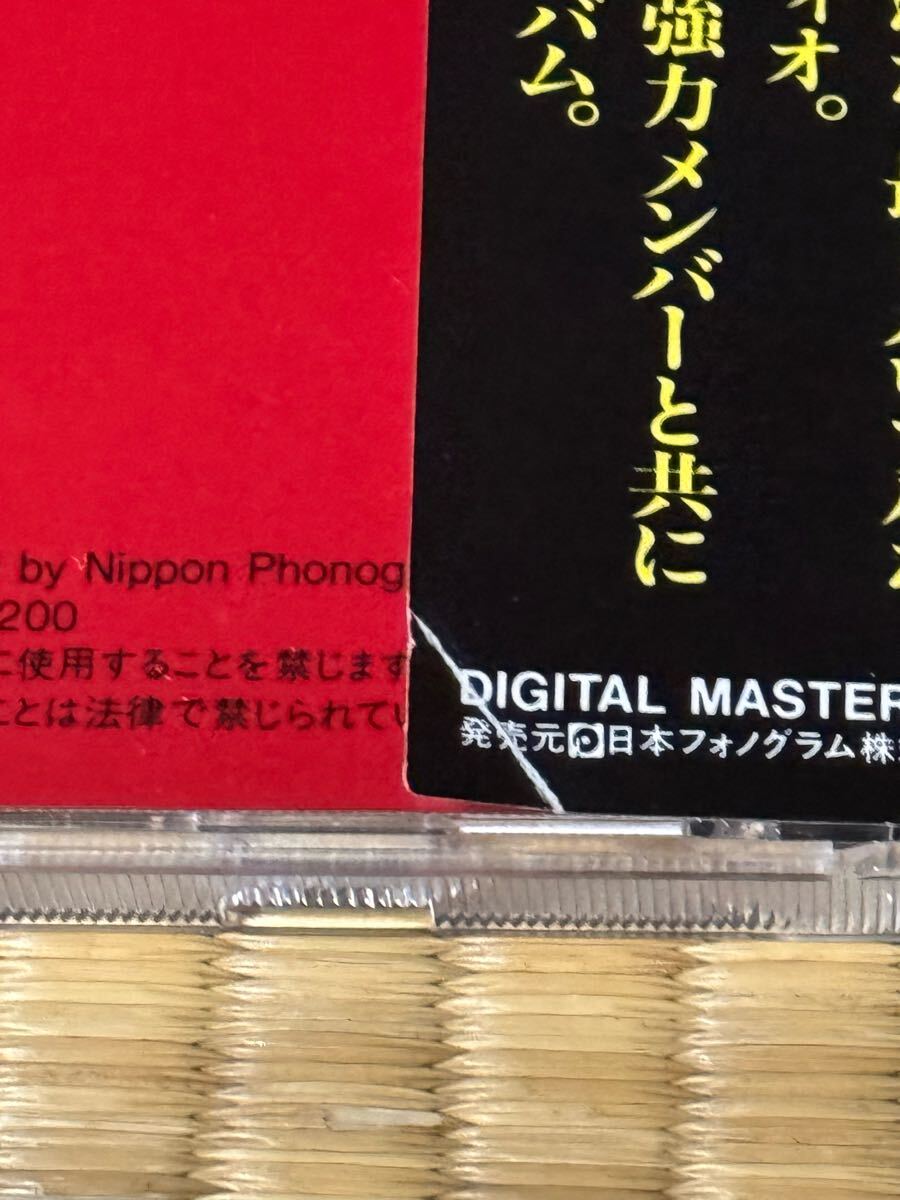 オ。
強力メンバーと共に
バム。
by Nippon Phonog
200
に使用することを禁じます
ことは法律で禁じられてい
DIGITAL MASTER
発売元 日本フォノグラム株